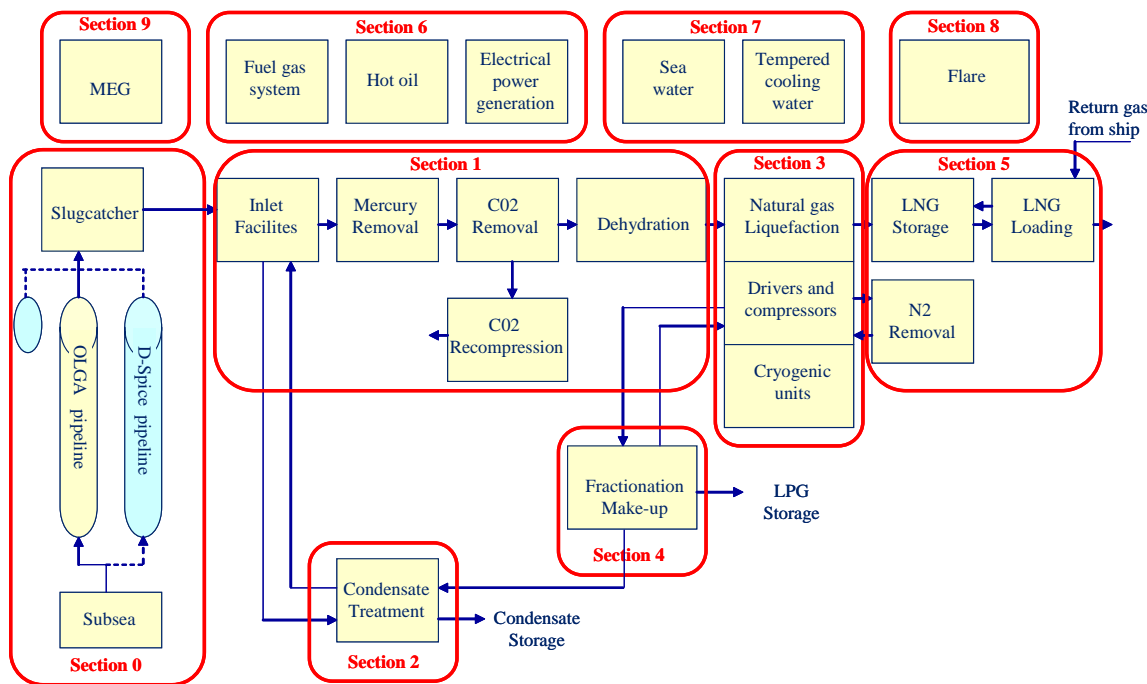 Section 9
MEG
Section 6
Fuel gas
system
Hot oil
Electrical
power
generation
Section 7
Sea
water
Tempered
cooling
water
Section 8
Flare
Return gas
from ship
Section 0
Slugcatcher
OLGA pipeline
D-Spice pipeline
Subsea
Section 1
Inlet
Facilites
Mercury
Removal
C02
Removal
Dehydration
C02
Recompression
Section 3
Natural gas
Liquefaction
Drivers and
compressors
Cryogenic
units
Section 5
LNG
Storage
LNG
Loading
N2
Removal
Fractionation
Make-up
Section 4
LPG
Storage
Condensate
Treatment
Section 2
Condensate
Storage